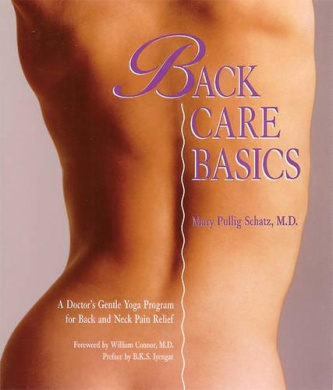 BACK
CARE
BASICS
Mary Pullig Schatz, M.D.
A Doctor's Gentle Yoga Program
for Back and Neck Pain Relief
Foreword by William Connor, M.D.
Preface by B.K.S. Iyengar